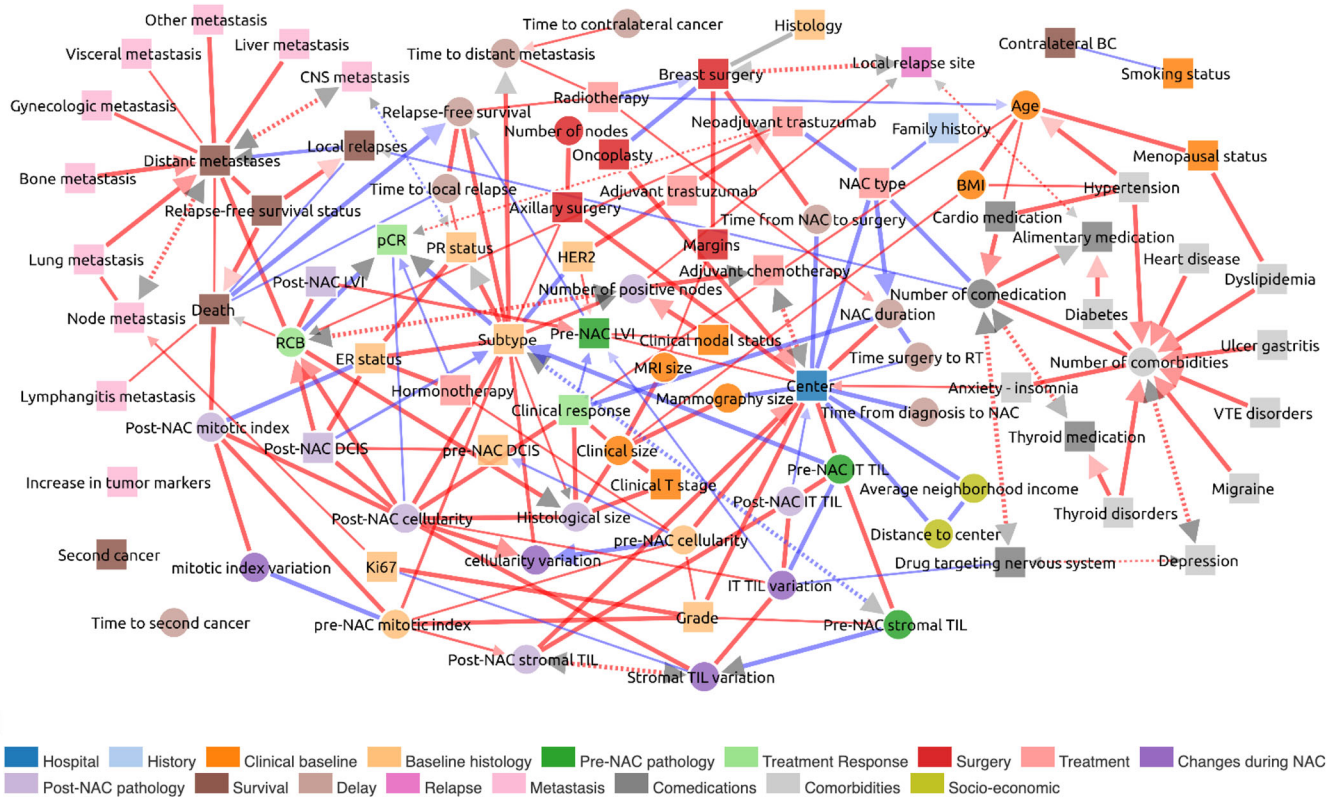 Other metastasis
Time to contralateral cancer
Histology
Visceral metastasis
Liver metastasis
Time to distant metastasis
Contralateral BC
CNS metastasis
Breast surgery
Local relapse site
Smoking status
Gynecologic metastasis
Relapse-free survival
Radiotherapy
Age
Neoadjuvant trastuzumab
Number of nodes
Family history
Distant metastases
Local relapses
Oncoplasty
Menopausal status
Bone metastasis
Time to local relapse
Adjuvant trastuzumab
NAC type
BMI
Hypertension
Relapse-free survival status
Axillary surgery
Time from NAC to surgery
Cardio medication
pCR
PR status
Margins
Alimentary medication
Lung metastasis
HER2
Adjuvant chemotherapy
Heart disease
Dyslipidemia
Post-NAC LVI
Number of positive nodes
Number of comedication
Node metastasis
Death
NAC duration
Diabetes
RCB
Subtype
Pre-NAC LVI
Clinical nodal status
Ulcer gastritis
ER status
MRI size
Time surgery to RT
Number of comorbidities
Lymphangitis metastasis
Hormonotherapy
Clinical response
Mammography size
Center
Anxiety - insomnia
Time from diagnosis to NAC
VTE disorders
Post-NAC mitotic index
Thyroid medication
Post-NAC DCIS
pre-NAC DCIS
Clinical size
Pre-NAC IT TIL
Increase in tumor markers
Clinical T stage
Average neighborhood income
Migraine
Post-NAC cellularity
Histological size
Post-NAC IT TIL
Thyroid disorders
Distance to center
Second cancer
pre-NAC cellularity
mitotic index variation
Ki67
cellularity variation
Drug targeting nervous system
Depression
IT TIL variation
Time to second cancer
pre-NAC mitotic index
Grade
Pre-NAC stromal TIL
Post-NAC stromal TIL
Stromal TIL variation
Hospital History Clinical baseline Baseline histology Pre-NAC pathology Treatment Response Surgery Treatment Changes during NAC
Post-NAC pathology Survival Delay Relapse Metastasis Comedications Comorbidities Socio-economic